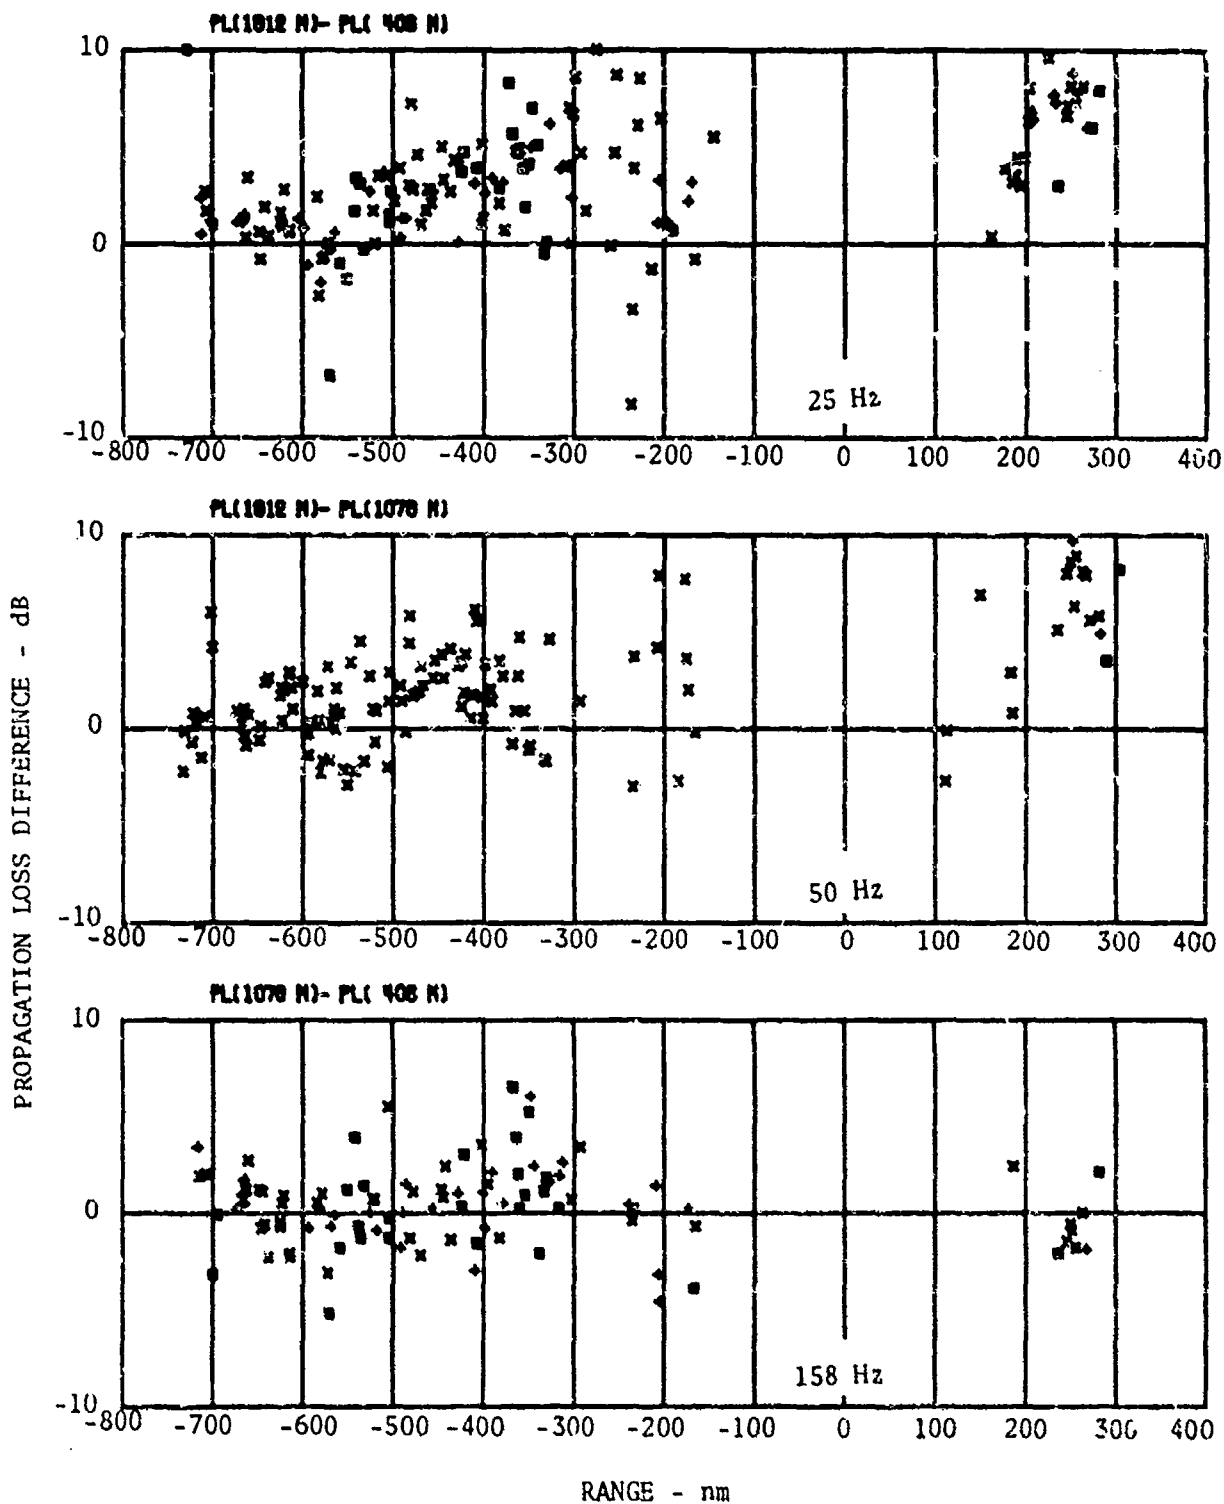 PL(1812 M)- PL( 408 M)
10
0
-10
25 Hz
-800 -700 -600 -500 -400 -300 -200 -100 0 100 200 300 400
PL(1812 M)- PL(1078 M)
10
0
-10
50 Hz
-800 -700 -600 -500 -400 -300 -200 -100 0 100 200 300 400
PL(1078 M)- PL( 408 M)
10
0
-10
158 Hz
-800 -700 -600 -500 -400 -300 -200 -100 0 100 200 300 400
PROPAGATION LOSS DIFFERENCE - dB
RANGE - nm